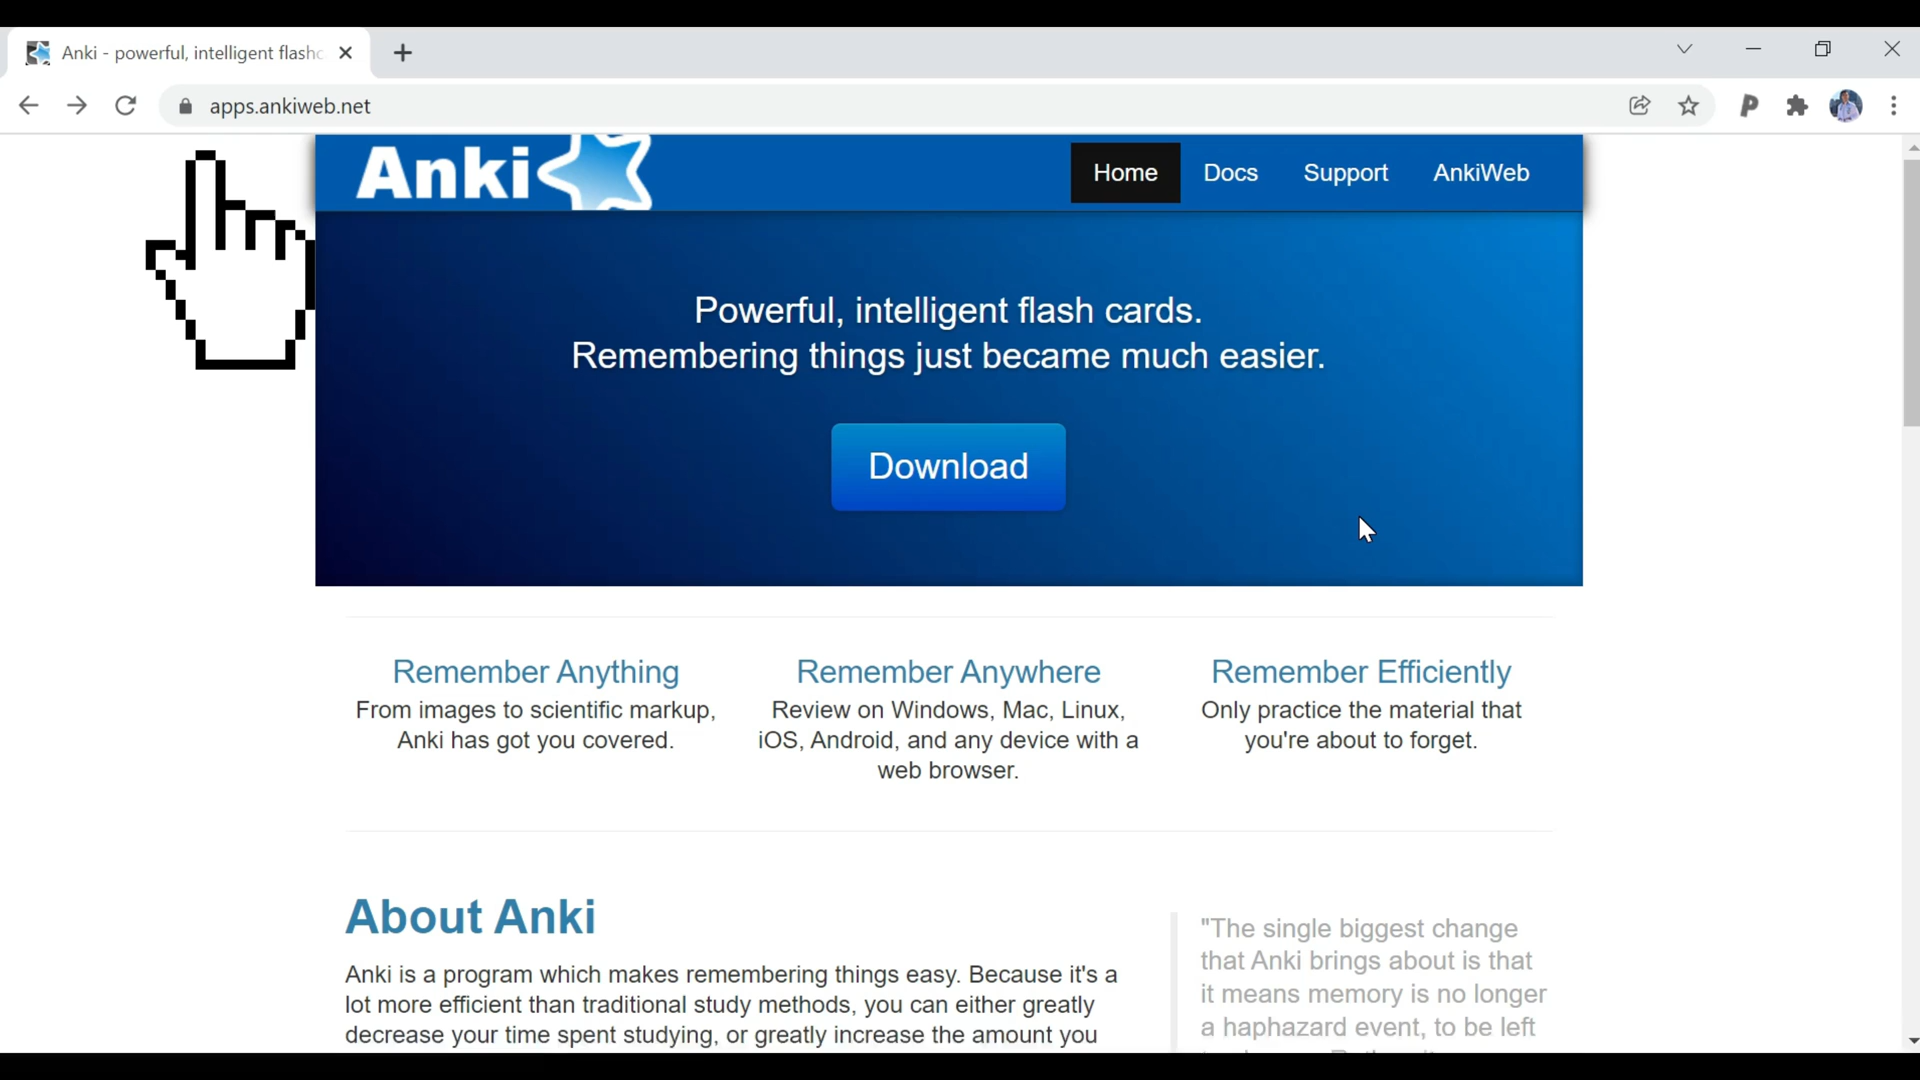 Anki - powerful, intelligent flashc
apps.ankiweb.net
Anki
Home
Docs
Support
AnkiWeb
Powerful, intelligent flash cards.
Remembering things just became much easier.
Download
Remember Anything
From images to scientific markup,
Anki has got you covered.
Remember Anywhere
Review on Windows, Mac, Linux,
iOS, Android, and any device with a
web browser.
Remember Efficiently
Only practice the material that
you're about to forget.
About Anki
Anki is a program which makes remembering things easy. Because it's a
lot more efficient than traditional study methods, you can either greatly
decrease your time spent studying, or greatly increase the amount you
"The single biggest change
that Anki brings about is that
it means memory is no longer
a haphazard event, to be left